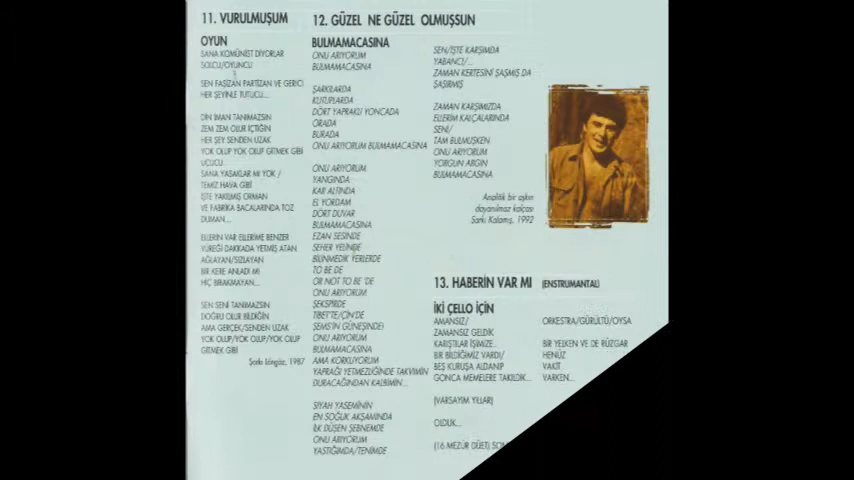 11. VURULMUŞUM
OYUN
SANA KOMÜNİST DİYORLAR
SOLCU/OYUNCU
SEN FAŞİZAN PARTİZAN VE GERİCİ
HER ŞEYİNLE TUTUCU...
DİN İMAN TANIMAZSIN
ZEM ZEM OLUR İÇTİĞİN
HER ŞEY SENDEN UZAK
YOK OLUP YOK OLUP GİTMEK GİBİ
UCUCU...
SANA YASAKLAR MI YOK /
TEMİZ HAVA GİBİ
İŞTE YAKILMIŞ ORMAN
VE FABRİKA BACALARINDA TOZ
DUMAN...
ELLERİN VAR ELLERİME BENZER
YÜREĞİ DAKKADA YETMİŞ ATAN
AĞLAYAN/SIZLAYAN
BİR KERE ANLADI MI
HİÇ BIRAKMAYAN...
SEN SENİ TANIMAZSIN
DOĞRU OLUR BİLDİĞİN
AMA GERÇEK/SENDEN UZAK
YOK OLUP/YOK OLUP/YOK OLUP
GİTMEK GİBİ
1987
12. GÜZEL NE GÜZEL OLMUŞSUN
BULMAMACASINA
ONU ARIYORUM
BULMAMACASINA
ŞARKILARDA
KUTUPLARDA
DÖRT YAPRAKLI YONCADA
ORADA
BURADA
ONU ARIYORUM BULMAMACASINA
ONU ARIYORUM
YANGINDA
KAR ALTINDA
EL YORDAM
DÖRT DUVAR
BULMAMACASINA
EZAN SESİNDE
SEHER YELİNDE
BİLİNMEDİK YERLERDE
TO BE DE
OR NOT TO BE 'DE
ONU ARIYORUM
ŞEKSPİRDE
TİBET'TE/ÇİN'DE
ŞEMS'İN GÜNEŞİNDE!
ONU ARIYORUM
BULMAMACASINA
AMA KORKUYORUM
YAPRAĞI YETMEZLİĞİNDE TAKVİMİN
DURACAĞINDAN KALBİMİN...
SİYAH YASEMİNİN
EN SOĞUK AKŞAMINDA
İLK DÜŞEN ŞEBNEMDE
ONU ARIYORUM
YASTIĞIMDA/TENİMDE
SEN/İŞTE KARŞIMDA
YABANCI/...
ZAMAN KERTESİNİ ŞAŞMIŞ DA
ŞAŞIRMIŞ
ZAMAN KARŞIMIZDA
ELLERİM KALÇALARINDA
SENİ/
TAM BULMUŞKEN
ONU ARIYORUM
YORGUN ARGIN
BULMAMACASINA
Analitik bir aşkın
dayanılmaz kalçası
Şarkı Kalamış, 1992
13. HABERİN VAR MI (ENSTRUMANTAL)
İKİ ÇELLO İÇİN
AMANSIZ/
ZAMANSIZ GELDİK
KARIŞTILAR İŞİMİZE...
BİR BİLDİĞİMİZ VARDI/
BEŞ KURUŞA ALDANIP
GONCA MEMELERE TAKILDIK...
(VARSAYIM YILLAR)
OLDUK...
(16 MEZÜR DÜET)
ORKESTRA/GÜRÜLTÜ/OYSA
BİR YELKEN VE DE RÜZGAR
HENÜZ
VAKİT
VARKEN...